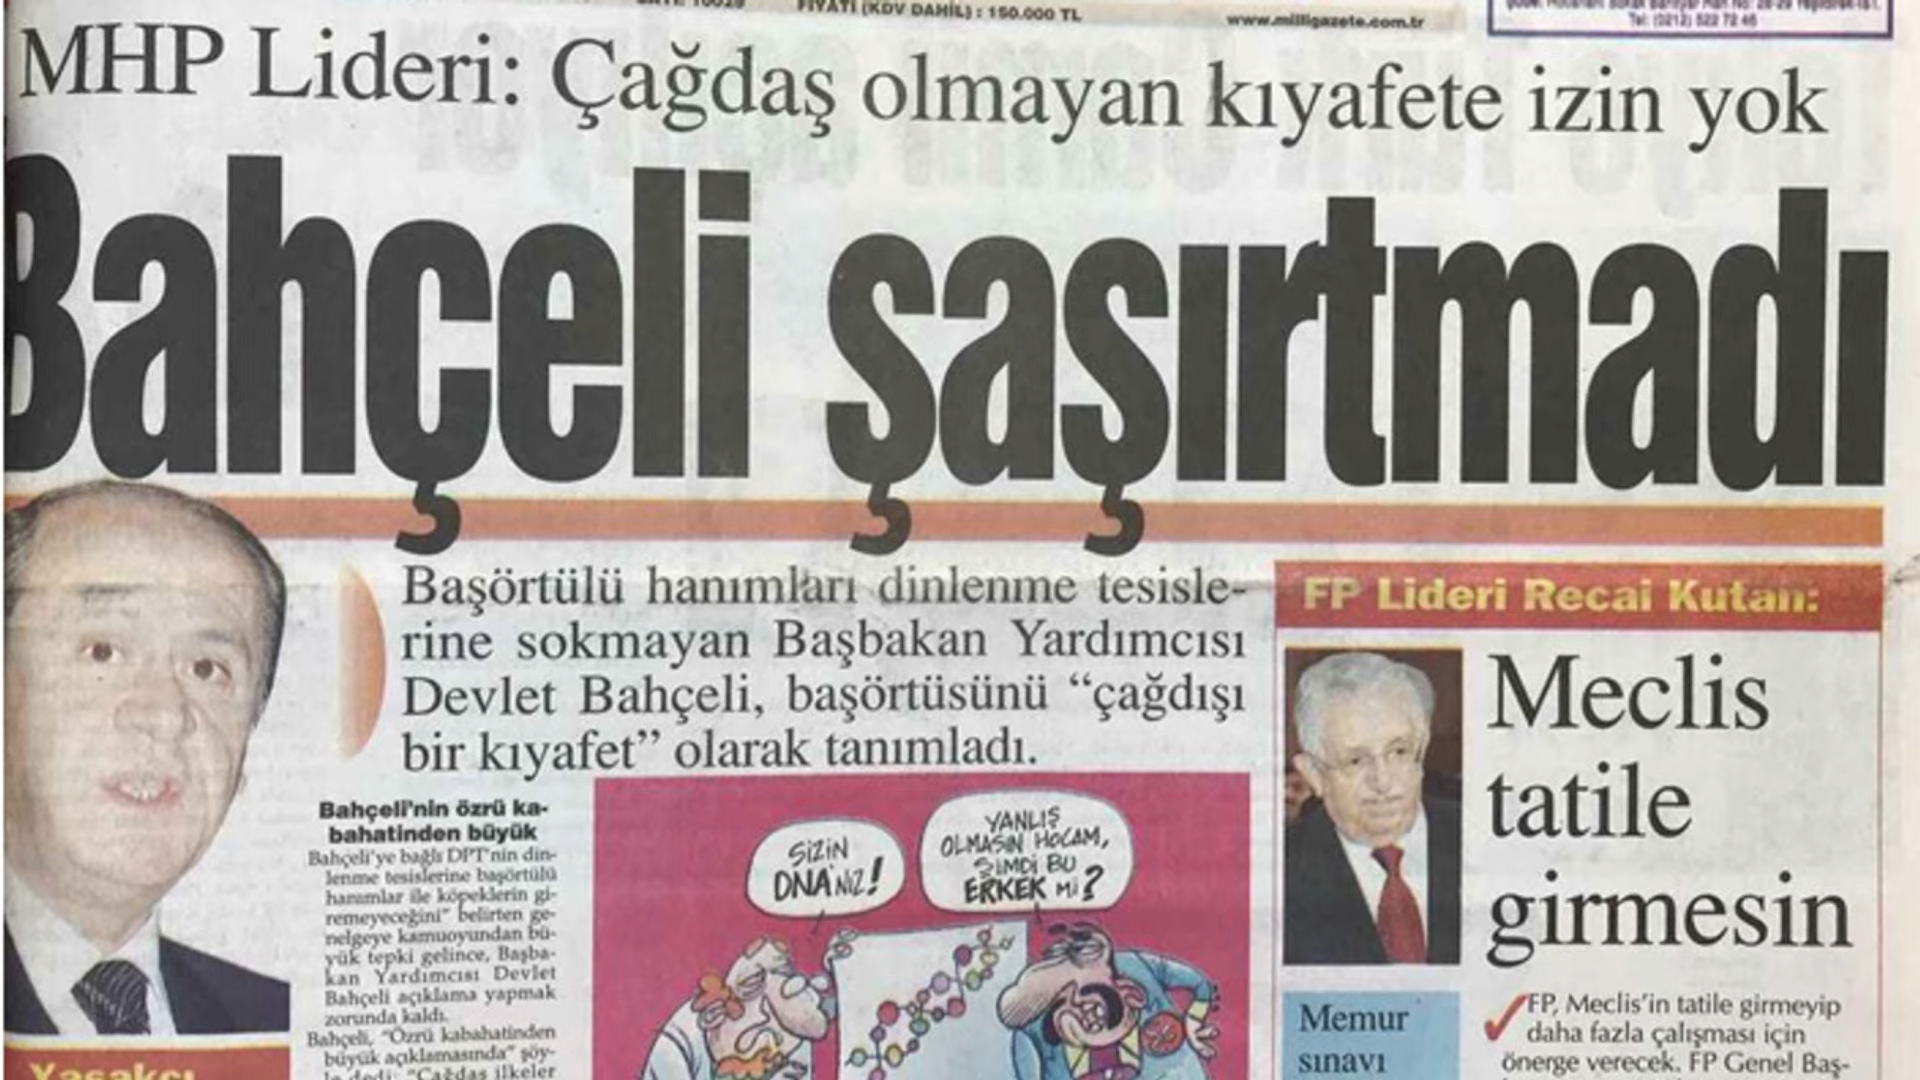 FİYATI (KDV DAHİL) : 150.000 TL
www.milligazete.com.tr
Tel: (0212) 522 72 46
MHP Lideri: Çağdaş olmayan kıyafete izin yok
Bahçeli şaşırtmadı
Başörtülü hanımları dinlenme tesisle-
rine sokmayan Başbakan Yardımcısı
Devlet Bahçeli, başörtüsünü “çağdışı
bir kıyafet” olarak tanımladı.
Bahçeli’nin özrü ka-
bahatinden büyük
Bahçeli’ye bağlı DPT’nin din-
lenme tesislerine başörtülü
hanımlar ile köpeklerin gi-
remeyeceğini” belirten ge-
nelgeye kamuoyundan bü-
yük tepki gelince, Başba-
kan Yardımcısı Devlet
Bahçeli açıklama yapmak
zorunda kaldı.
Bahçeli, “Özrü kabahatinden
büyük açıklamasında” şöy-
le dedi: “Çağdaş ilkeler
Yasakçı
SİZİN
DNA'NIZ!
YANLIŞ
OLMASIN HOCAM,
ŞİMDİ BU
ERKEK Mİ?
FP Lideri Recai Kutan:
Meclis
tatile
girmesin
FP, Meclis’in tatile girmeyip
daha fazla çalışması için
önerge verecek. FP Genel Baş-
Memur
sınavı